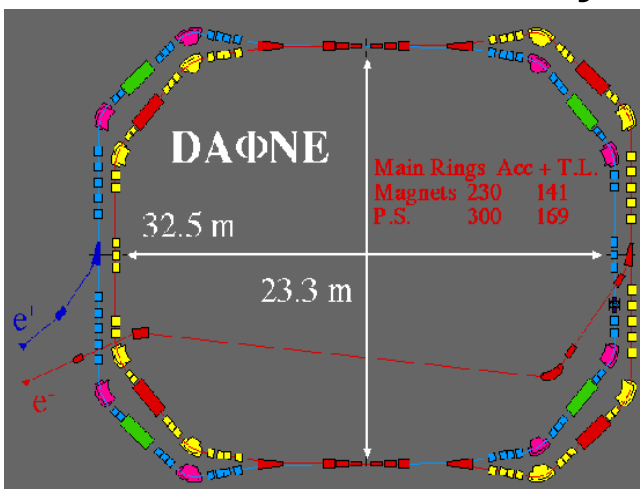 DAΦNE
Main Rings Acc + T.L.
Magnets 230 141
P.S. 300 169
32.5 m
23.3 m
e⁺
e⁻